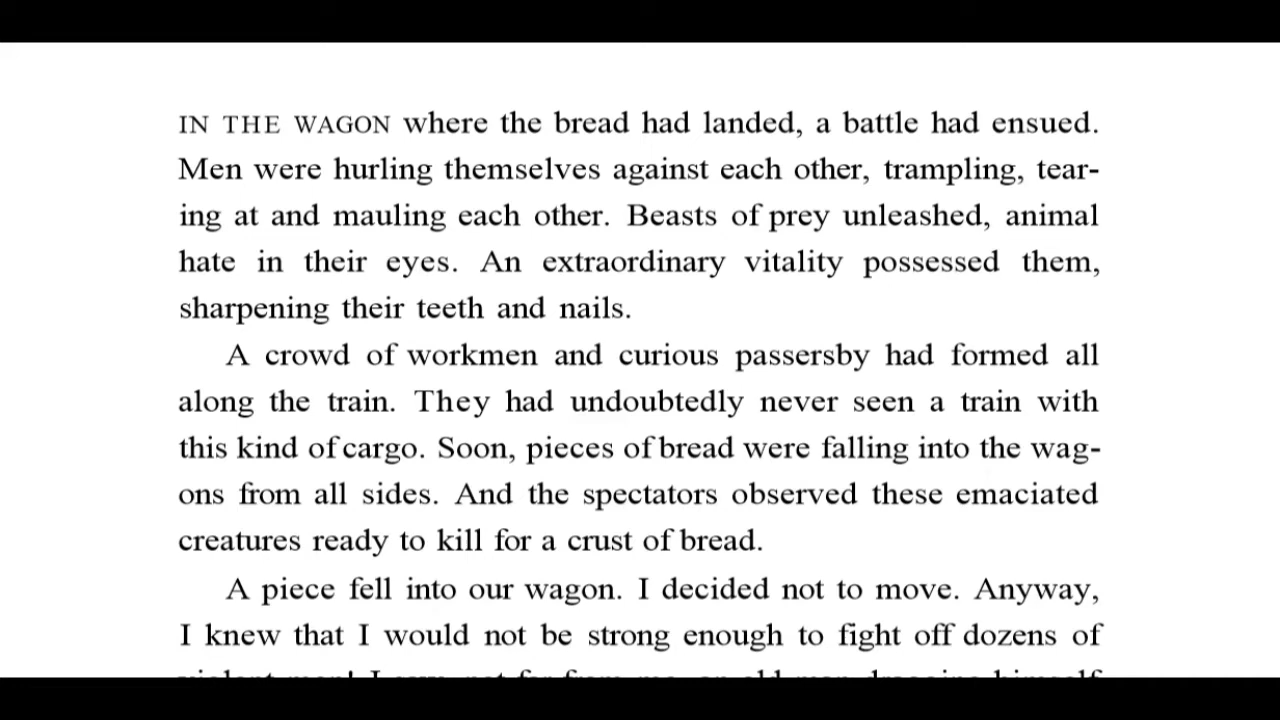 IN THE WAGON where the bread had landed, a battle had ensued.
Men were hurling themselves against each other, trampling, tear-
ing at and mauling each other. Beasts of prey unleashed, animal
hate in their eyes. An extraordinary vitality possessed them,
sharpening their teeth and nails.
A crowd of workmen and curious passersby had formed all
along the train. They had undoubtedly never seen a train with
this kind of cargo. Soon, pieces of bread were falling into the wag-
ons from all sides. And the spectators observed these emaciated
creatures ready to kill for a crust of bread.
A piece fell into our wagon. I decided not to move. Anyway,
I knew that I would not be strong enough to fight off dozens of